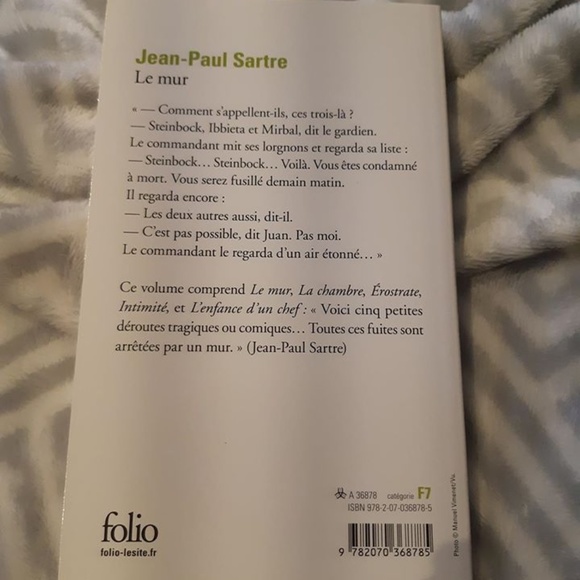 Jean-Paul Sartre
Le mur
« — Comment s'appellent-ils, ces trois-là ?
— Steinbock, Ibbieta et Mirbal, dit le gardien.
Le commandant mit ses lorgnons et regarda sa liste :
— Steinbock... Steinbock... Voilà. Vous êtes condamné
à mort. Vous serez fusillé demain matin.
Il regarda encore :
— Les deux autres aussi, dit-il.
— C'est pas possible, dit Juan. Pas moi.
Le commandant le regarda d'un air étonné... »
Ce volume comprend Le mur, La chambre, Érostrate,
Intimité, et L'enfance d'un chef : « Voici cinq petites
déroutes tragiques ou comiques... Toutes ces fuites sont
arrêtées par un mur. » (Jean-Paul Sartre)
A 36878 catégorie F7
ISBN 978-2-07-036878-5
folio
folio-lesite.fr
9 782070 368785
Photo © Manuel